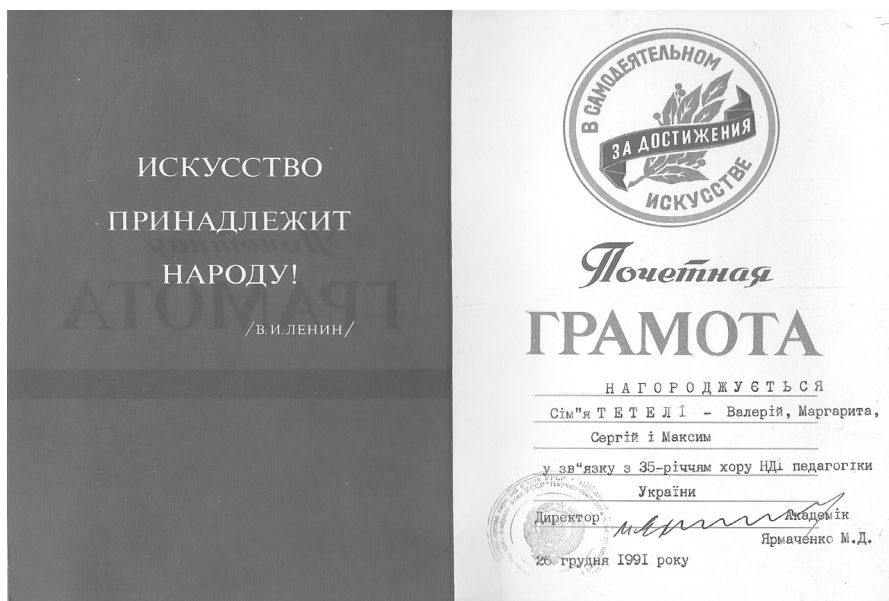 ИСКУССТВО
ПРИНАДЛЕЖИТ
НАРОДУ!
/В.И.ЛЕНИН/
В САМОДЕЯТЕЛЬНОМ
ЗА ДОСТИЖЕНИЯ
ИСКУССТВЕ
Почетная
ГРАМОТА
НАГОРОДЖУЄТЬСЯ
Сім"я ТЕТЕЛІ - Валерій, Маргарита,
Сергій і Максим
у зв"язку з 35-річчям хору НДІ педагогіки
України
Директор Академік
Ярмаченко М.Д.
26 грудня 1991 року